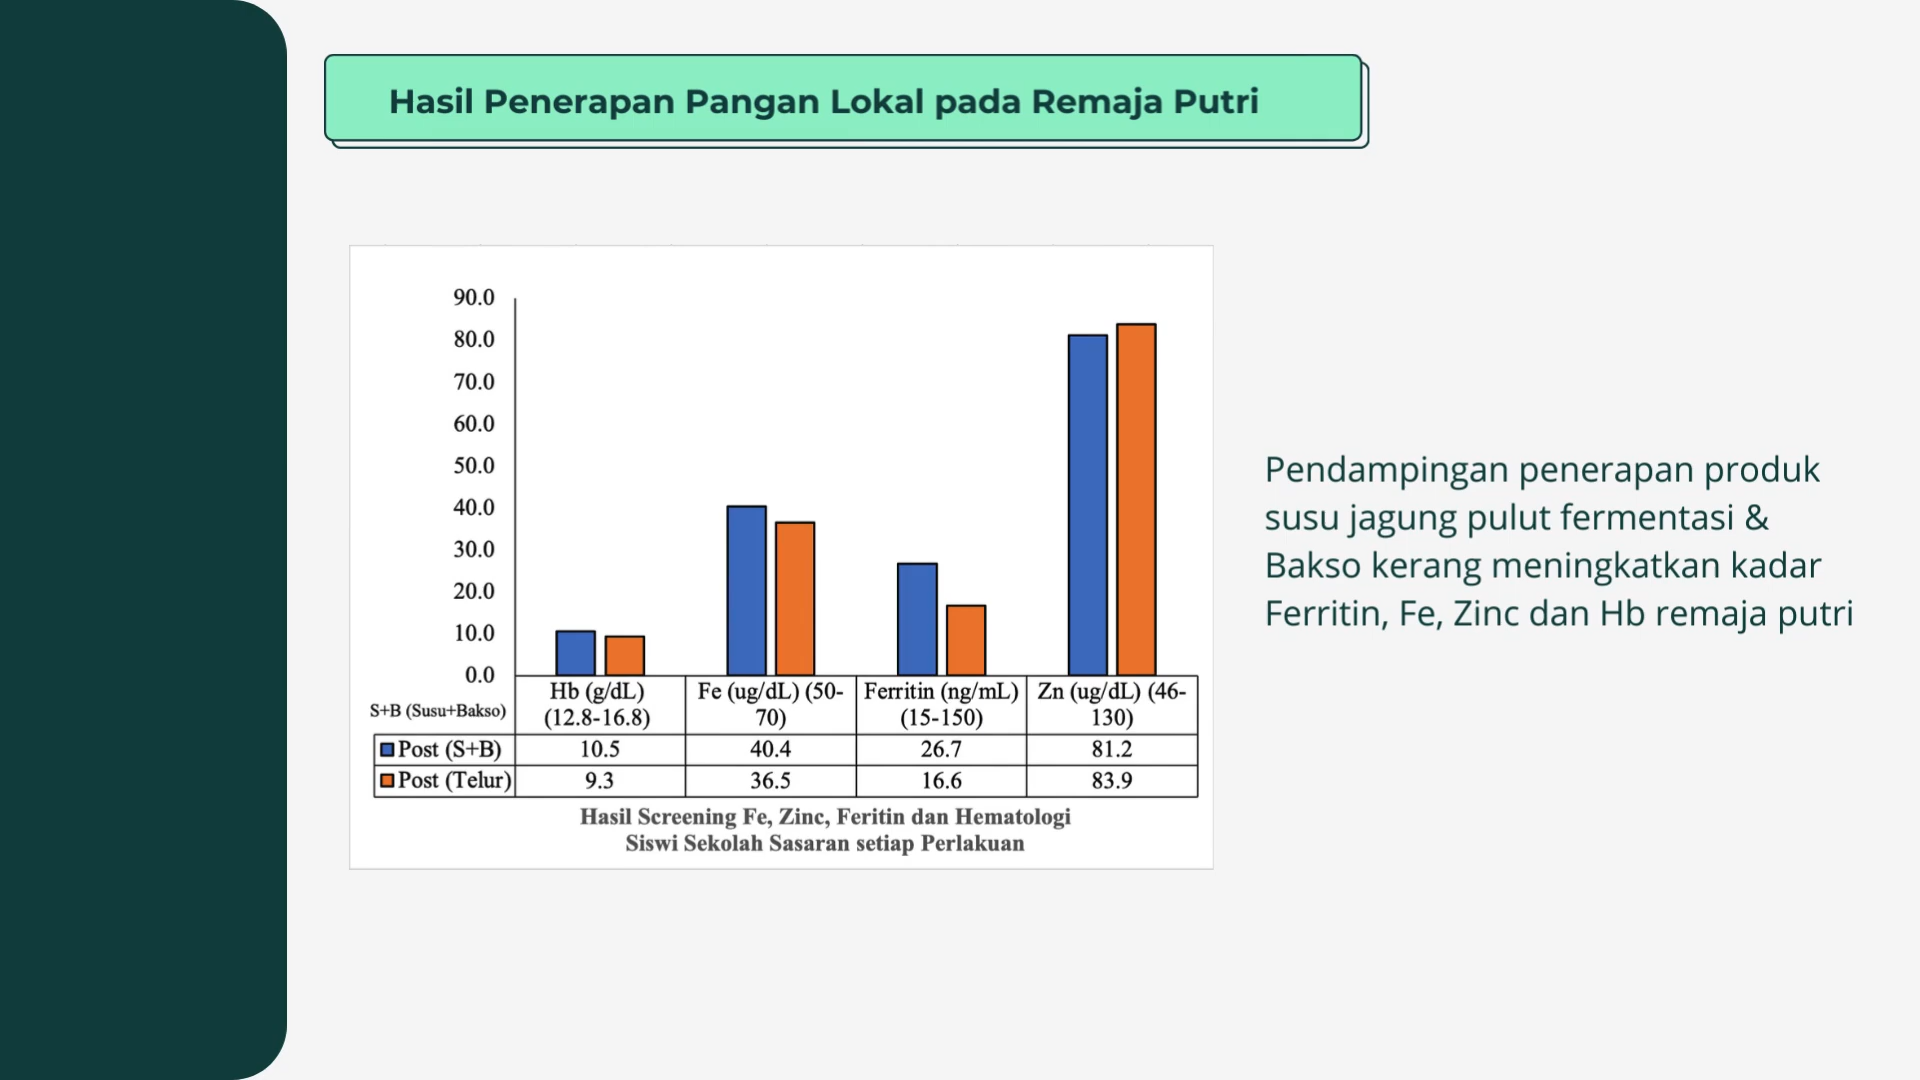 Hasil Penerapan Pangan Lokal pada Remaja Putri
90.0
80.0
70.0
60.0
50.0
40.0
30.0
20.0
10.0
0.0
S+B (Susu+Bakso)
Hb (g/dL) (12.8-16.8)
Fe (ug/dL) (50-70)
Ferritin (ng/mL) (15-150)
Zn (ug/dL) (46-130)
Post (S+B) 10.5 40.4 26.7 81.2
Post (Telur) 9.3 36.5 16.6 83.9
Hasil Screening Fe, Zinc, Feritin dan Hematologi
Siswi Sekolah Sasaran setiap Perlakuan
Pendampingan penerapan produk
susu jagung pulut fermentasi &
Bakso kerang meningkatkan kadar
Ferritin, Fe, Zinc dan Hb remaja putri